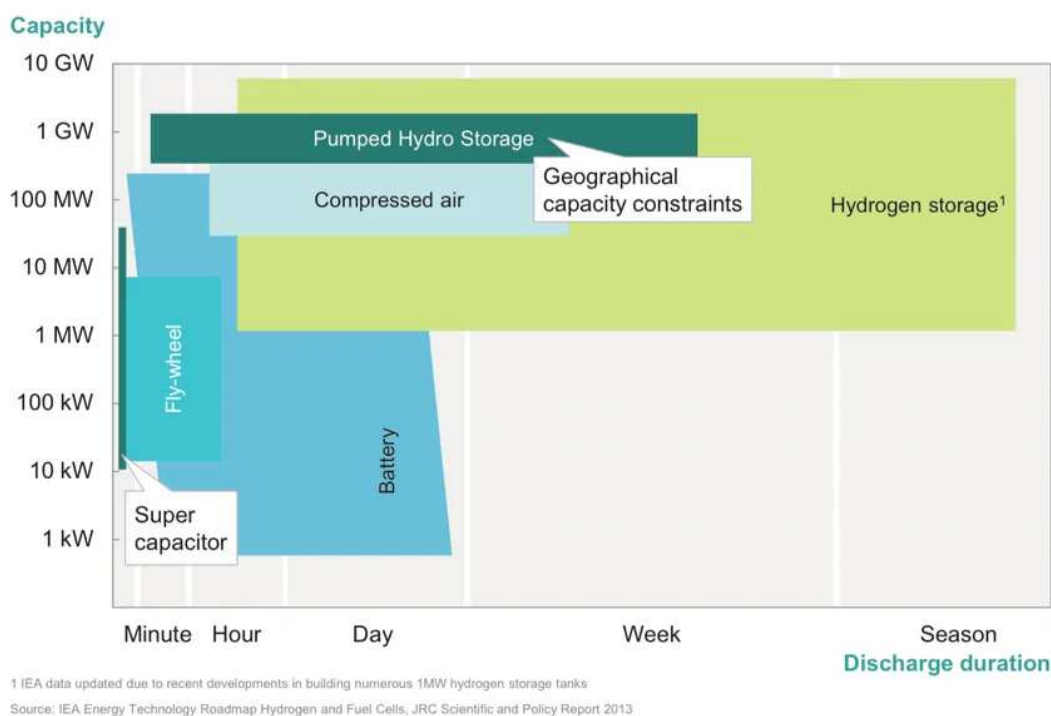 Capacity
10 GW
1 GW
100 MW
10 MW
1 MW
100 kW
10 kW
1 kW
Pumped Hydro Storage
Compressed air
Geographical
capacity constraints
Hydrogen storage¹
Fly-wheel
Battery
Super
capacitor
Minute Hour Day Week Season
Discharge duration
1 IEA data updated due to recent developments in building numerous 1MW hydrogen storage tanks
Source: IEA Energy Technology Roadmap Hydrogen and Fuel Cells, JRC Scientific and Policy Report 2013